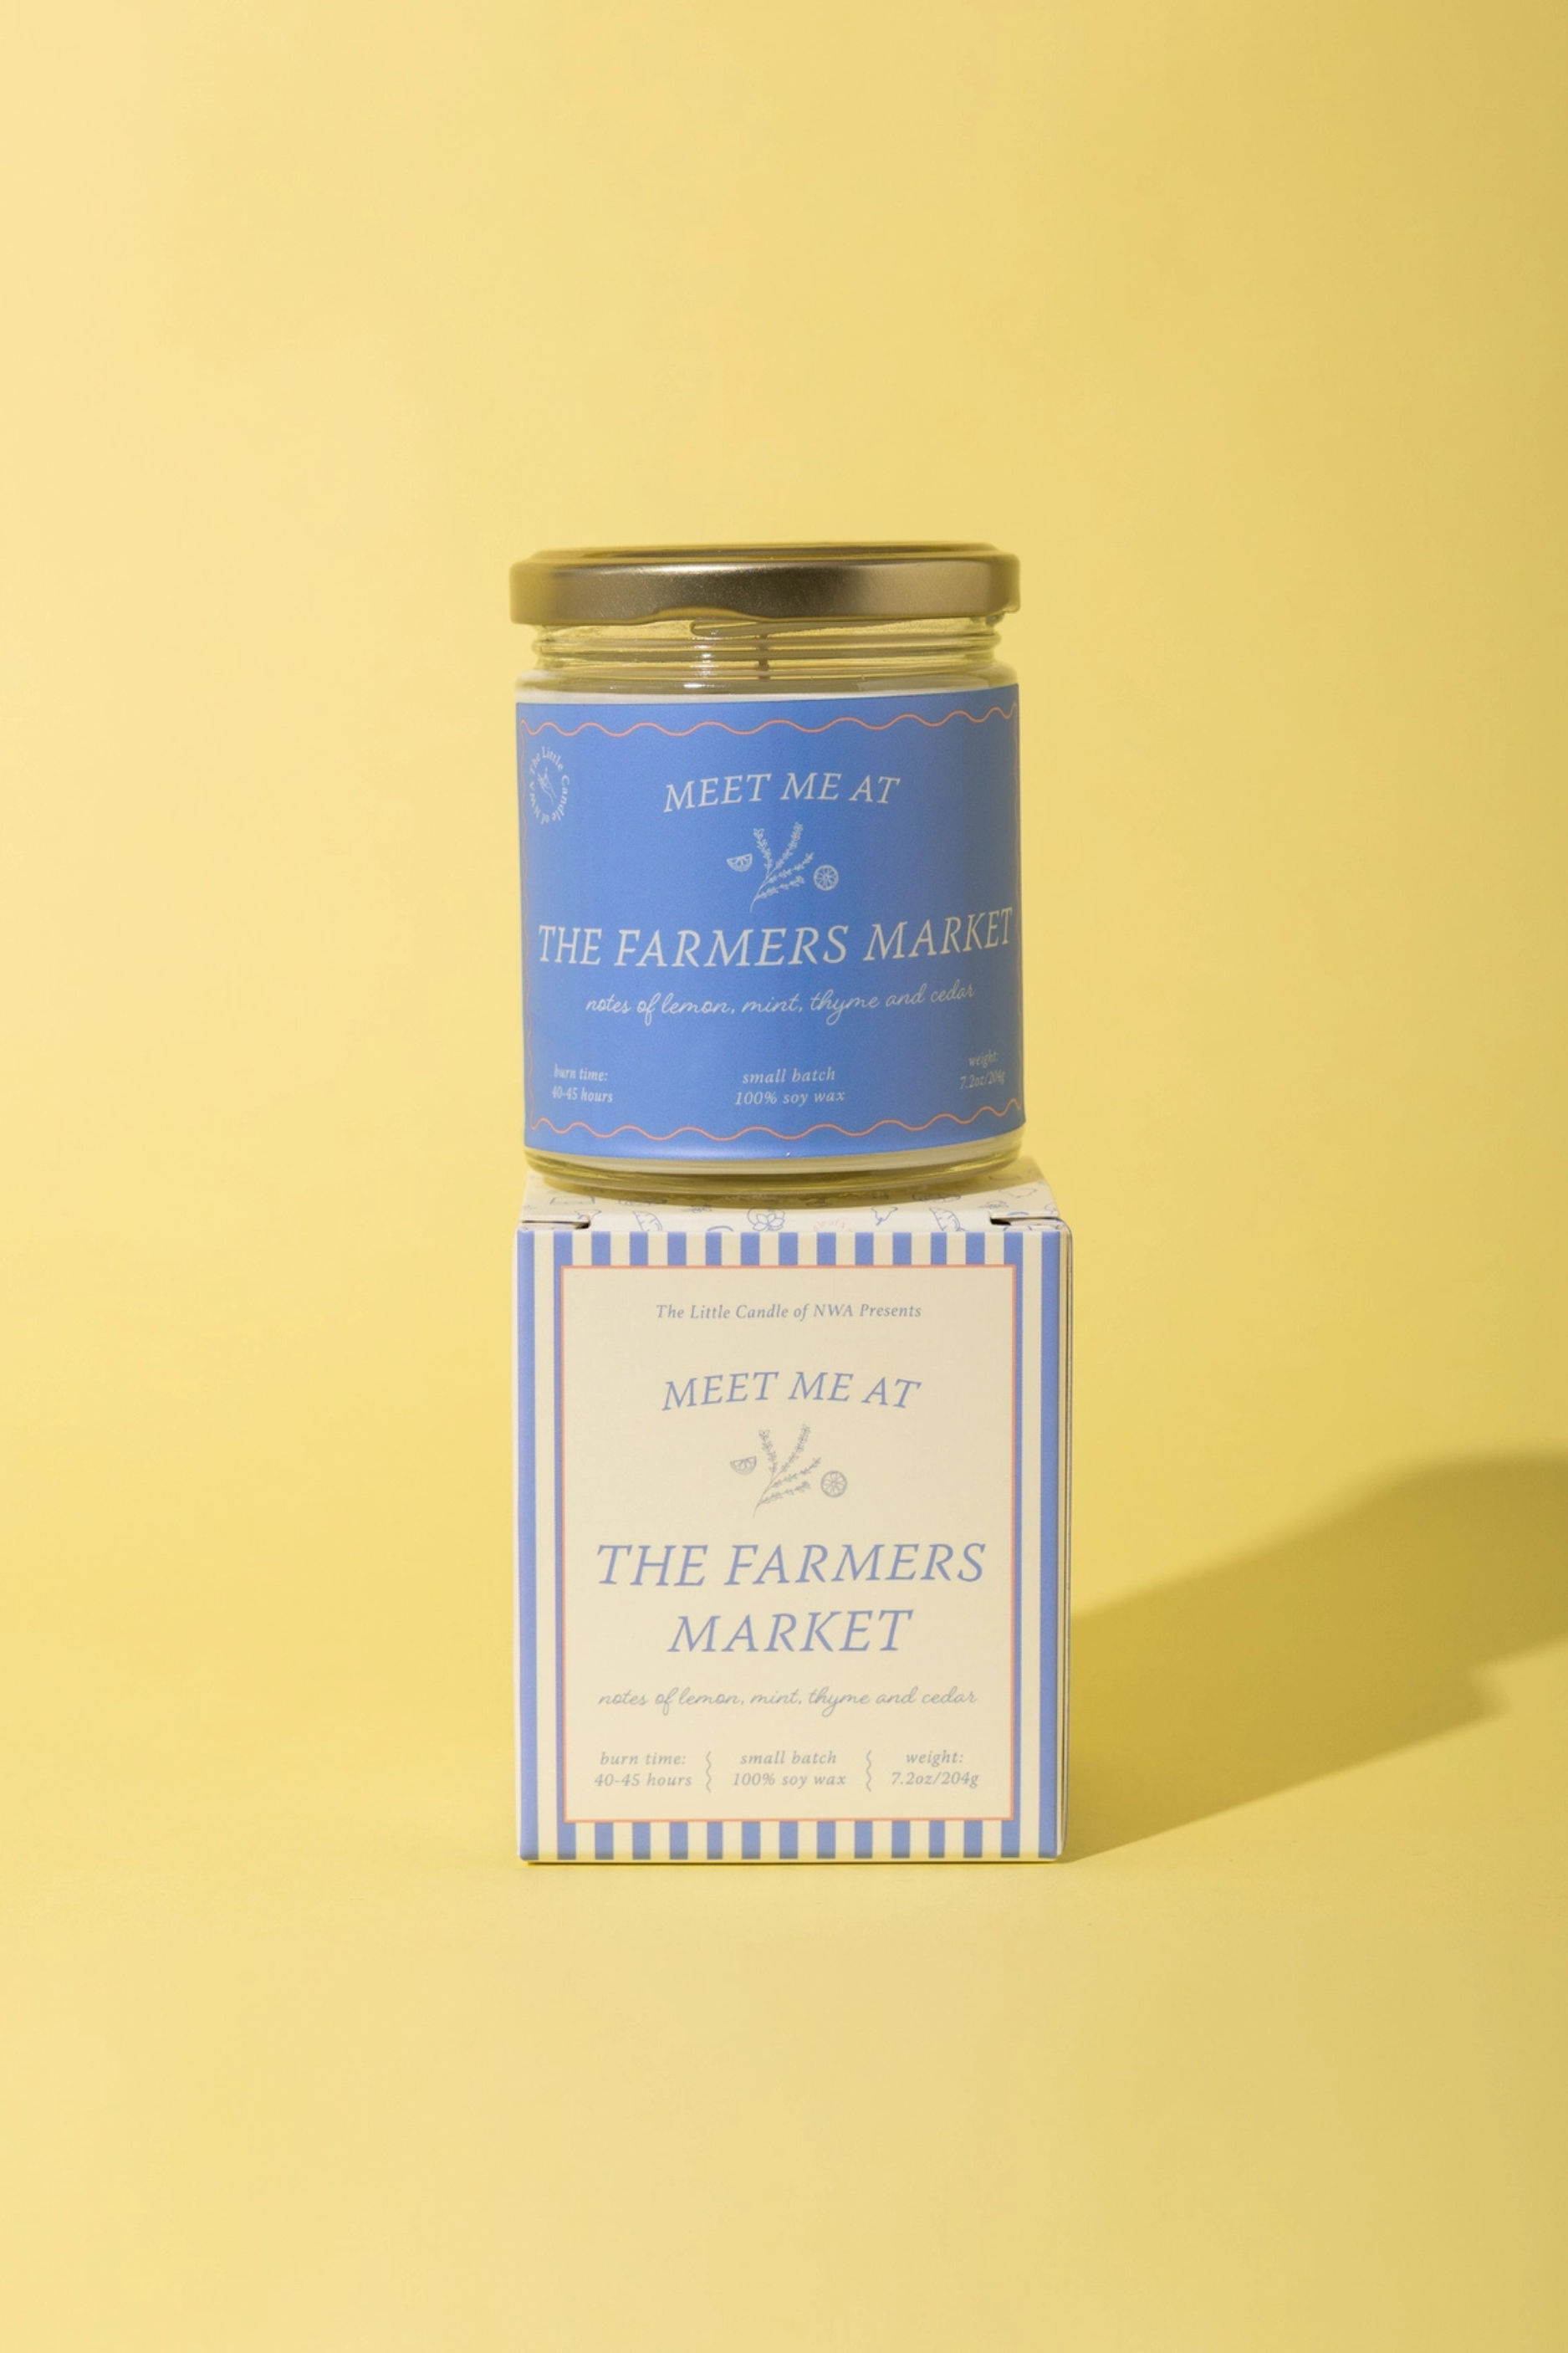 The Little Candle of NWA
MEET ME AT
THE FARMERS MARKET
notes of lemon, mint, thyme and cedar
burn time:
40-45 hours
small batch
100% soy wax
weight:
7.2oz/204g
The Little Candle of NWA Presents
MEET ME AT
THE FARMERS
MARKET
notes of lemon, mint, thyme and cedar
burn time:
40-45 hours
small batch
100% soy wax
weight:
7.2oz/204g